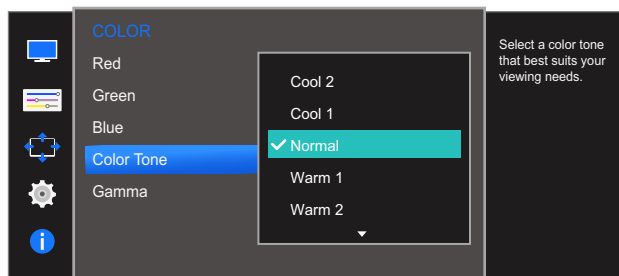 COLOR
Red
Green
Blue
Color Tone
Gamma
Cool 2
Cool 1
Normal
Warm 1
Warm 2
Select a color tone
that best suits your
viewing needs.